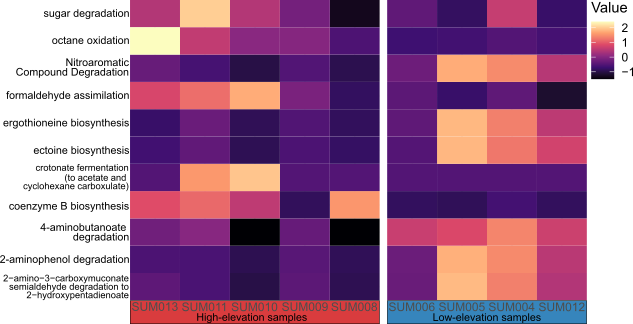 sugar degradation
octane oxidation
Nitroaromatic
Compound Degradation
formaldehyde assimilation
ergothioneine biosynthesis
ectoine biosynthesis
crotonate fermentation
(to acetate and
cyclohexane carboxulate)
coenzyme B biosynthesis
4-aminobutanoate
degradation
2-aminophenol degradation
2−amino−3−carboxymuconate
semialdehyde degradation to
2−hydroxypentadienoate
SUM013 SUM011 SUM010 SUM009 SUM008
High-elevation samples
SUM006 SUM005 SUM004 SUM012
Low-elevation samples
Value
2
1
0
−1